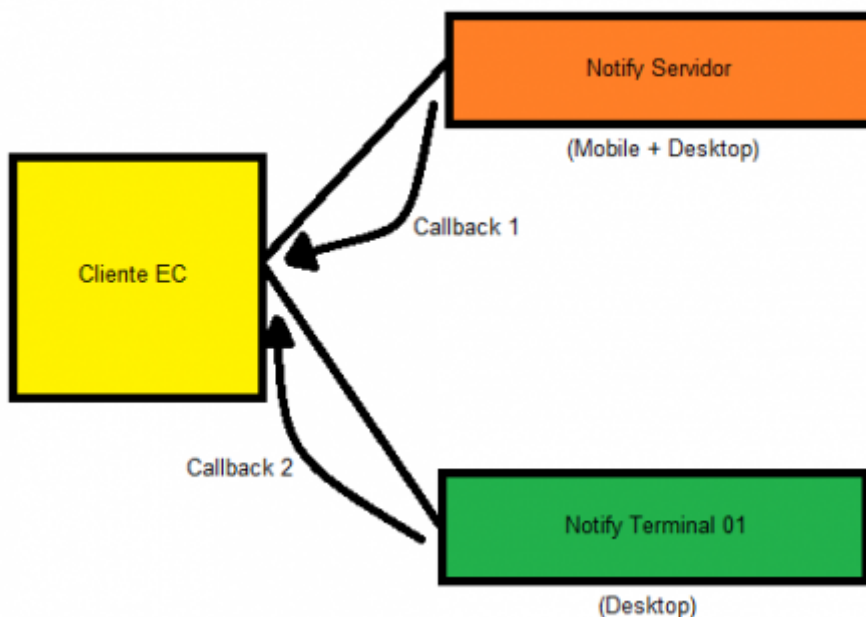 Notify Servidor
(Mobile + Desktop)
Callback 1
Cliente EC
Callback 2
Notify Terminal 01
(Desktop)